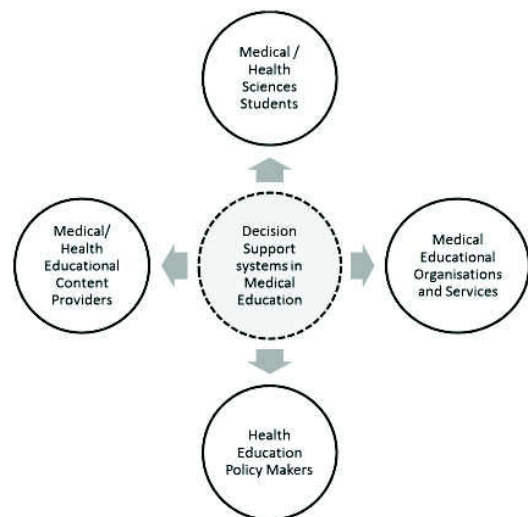 Medical /
Health
Sciences
Students
Medical/
Health
Educational
Content
Providers
Decision
Support
systems in
Medical
Education
Medical
Educational
Organisations
and Services
Health
Education
Policy Makers